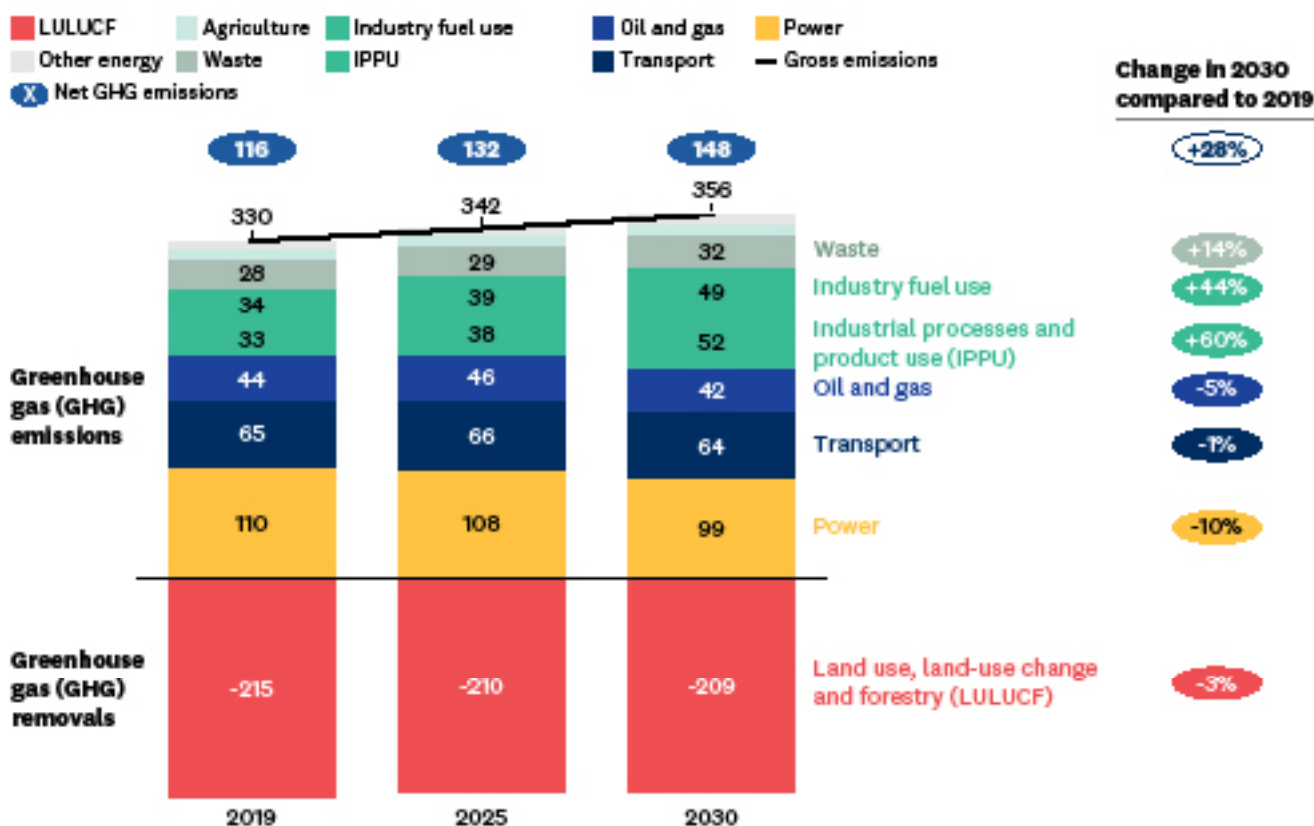 LULUCF Agriculture Industry fuel use Oil and gas Power
Other energy Waste IPPU Transport Gross emissions
X Net GHG emissions
Change in 2030
compared to 2019
116 132 148 +28%
330 342 356
28 29 32 Waste +14%
34 39 49 Industry fuel use +44%
33 38 52 Industrial processes and
product use (IPPU) +60%
44 46 42 Oil and gas -5%
Greenhouse
gas (GHG)
emissions
65 66 64 Transport -1%
110 108 99 Power -10%
Greenhouse
gas (GHG)
removals
-215 -210 -209 Land use, land-use change
and forestry (LULUCF) -3%
2019 2025 2030